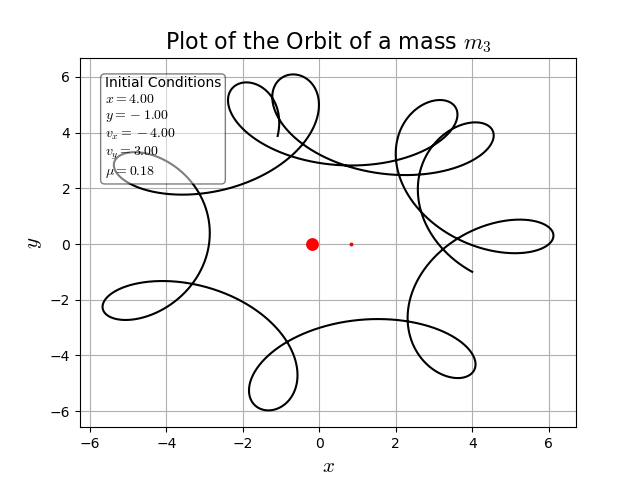 Plot of the Orbit of a mass m₃
Initial Conditions
x = 4.00
y = − 1.00
vₓ = − 4.00
v_y = 3.00
μ = 0.18
6
4
2
0
−2
−4
−6
y
−6
−4
−2
0
2
4
6
x